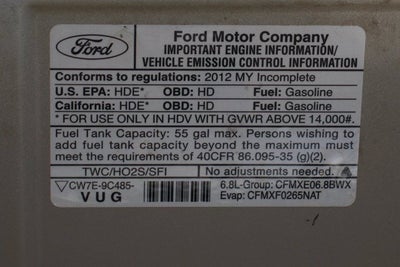 Ford
Ford Motor Company
IMPORTANT ENGINE INFORMATION/
VEHICLE EMISSION CONTROL INFORMATION
Conforms to regulations: 2012 MY Incomplete
U.S. EPA: HDE* OBD: HD Fuel: Gasoline
California: HDE* OBD: HD Fuel: Gasoline
* FOR USE ONLY IN HDV WITH GVWR ABOVE 14,000#.
Fuel Tank Capacity: 55 gal max. Persons wishing to
add fuel tank capacity beyond the maximum must
meet the requirements of 40CFR 86.095-35 (g)(2).
TWC/HO2S/SFI No adjustments needed.
CW7E-9C485-
VUG
6.8L-Group: CFMXE06.8BWX
Evap: CFMXF0265NAT